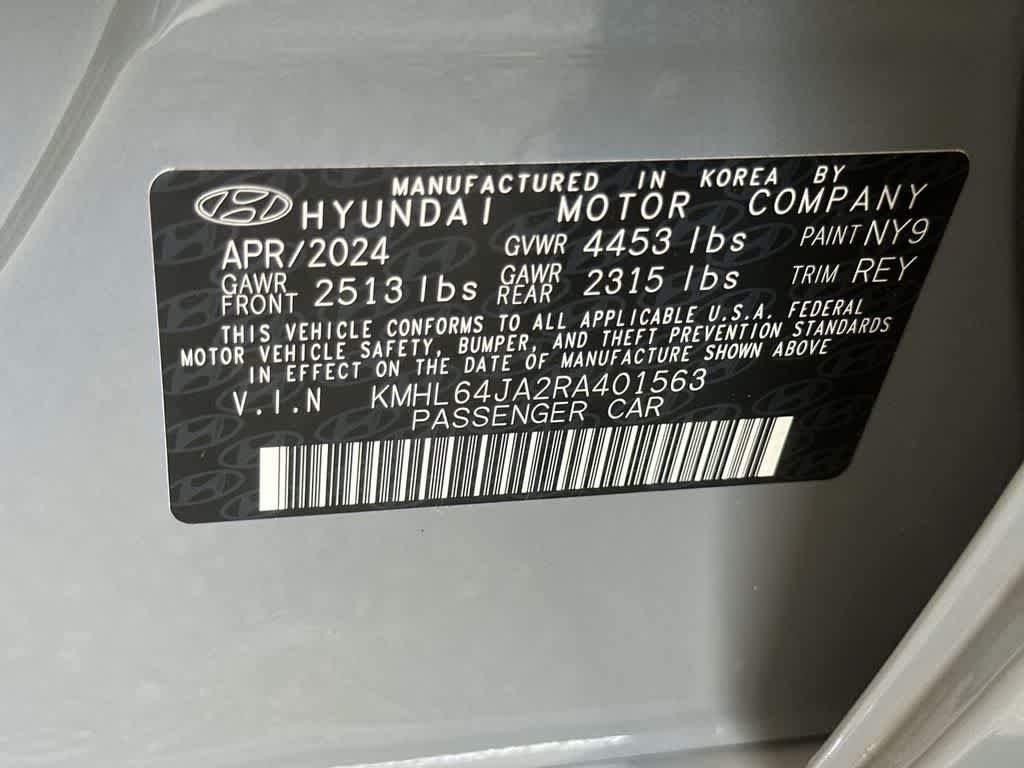 MANUFACTURED IN KOREA BY
HYUNDAI MOTOR COMPANY
APR/2024 GVWR 4453 lbs PAINT NY9
GAWR FRONT 2513 lbs GAWR REAR 2315 lbs TRIM REY
THIS VEHICLE CONFORMS TO ALL APPLICABLE U.S.A. FEDERAL
MOTOR VEHICLE SAFETY, BUMPER, AND THEFT PREVENTION STANDARDS
IN EFFECT ON THE DATE OF MANUFACTURE SHOWN ABOVE
V.I.N KMHL64JA2RA401563
PASSENGER CAR